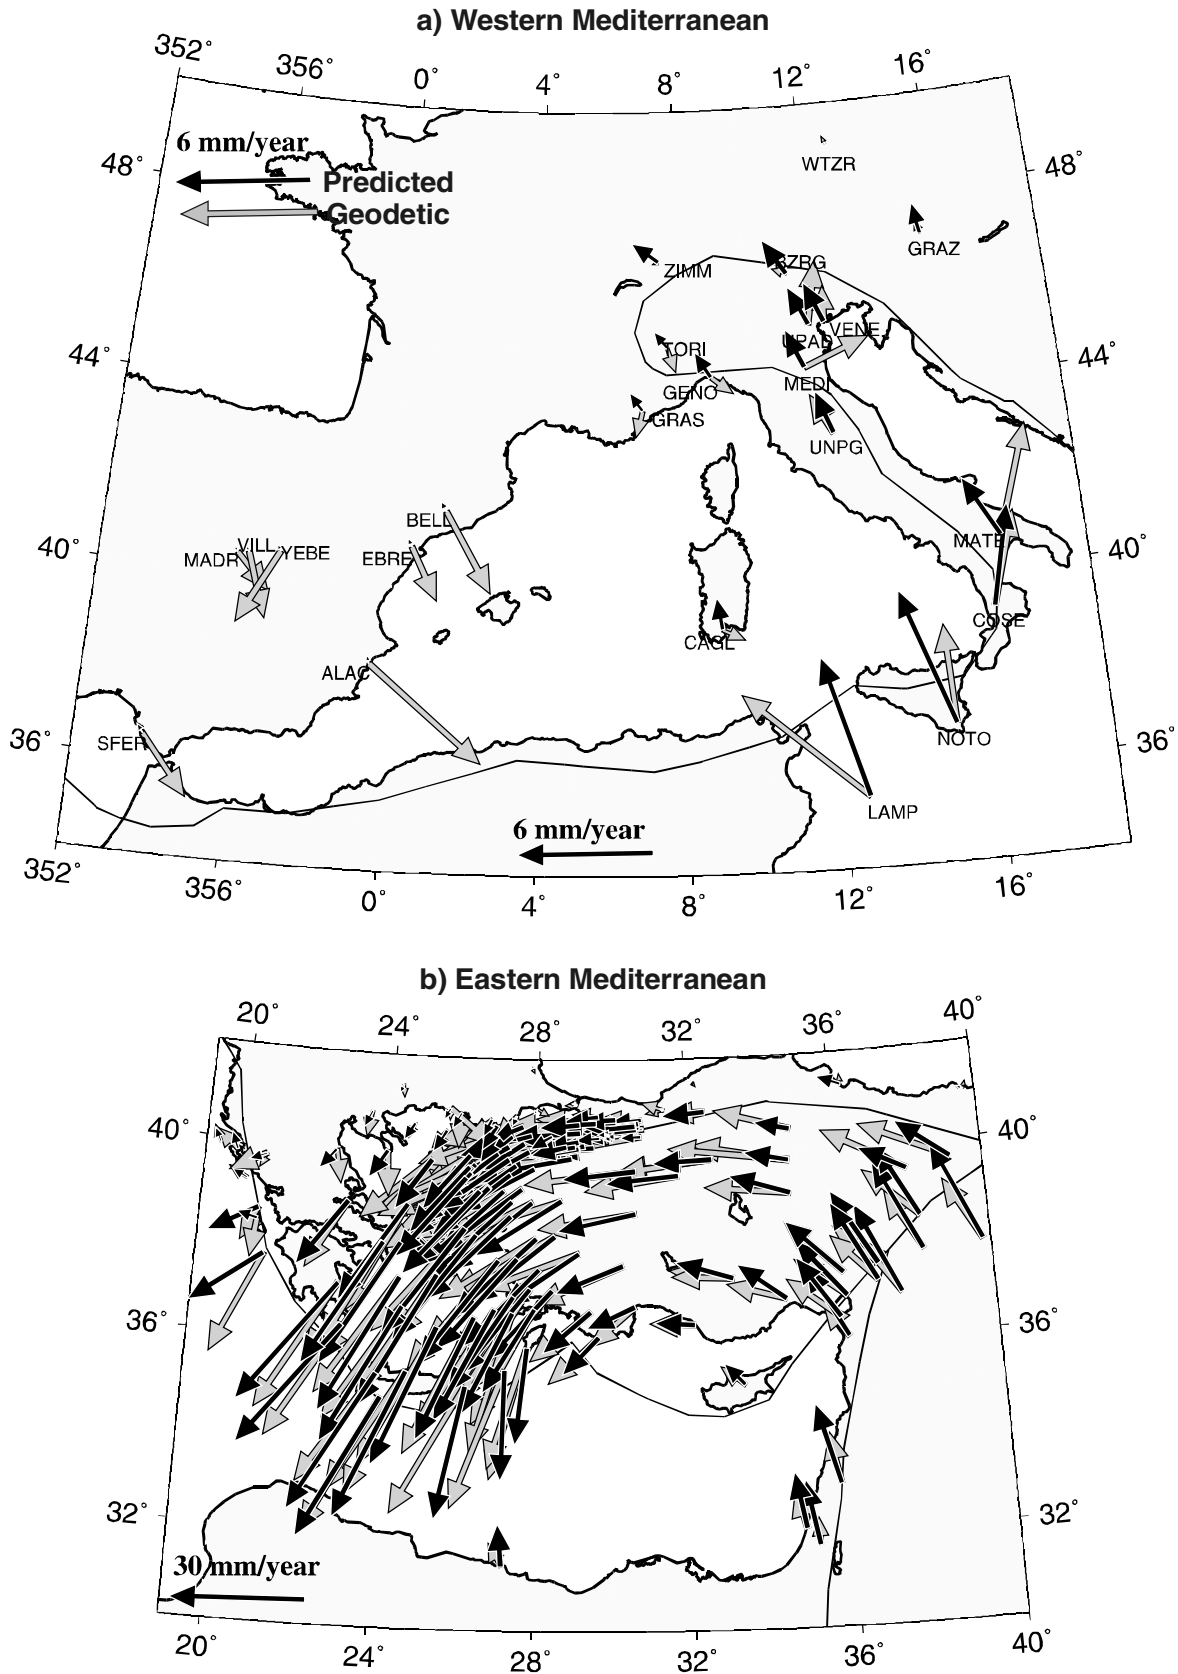 a) Western Mediterranean
352° 356° 0° 4° 8° 12° 16°
6 mm/year
WTZR
48° 48°
Predicted
Geodetic
GRAZ
BZRG
ZIMM
VENE
UPAD
TORI
44° 44°
MEDI
GENO
GRAS
UNPG
BELL
MATE
VILL
YEBE
40° 40°
MADR
EBRE
COSE
CAGL
ALAC
36° 36°
SFER
NOTO
LAMP
6 mm/year
352° 356° 0° 4° 8° 12° 16°
b) Eastern Mediterranean
20° 24° 28° 32° 36° 40°
40° 40°
36° 36°
32° 32°
30 mm/year
20° 24° 28° 32° 36° 40°